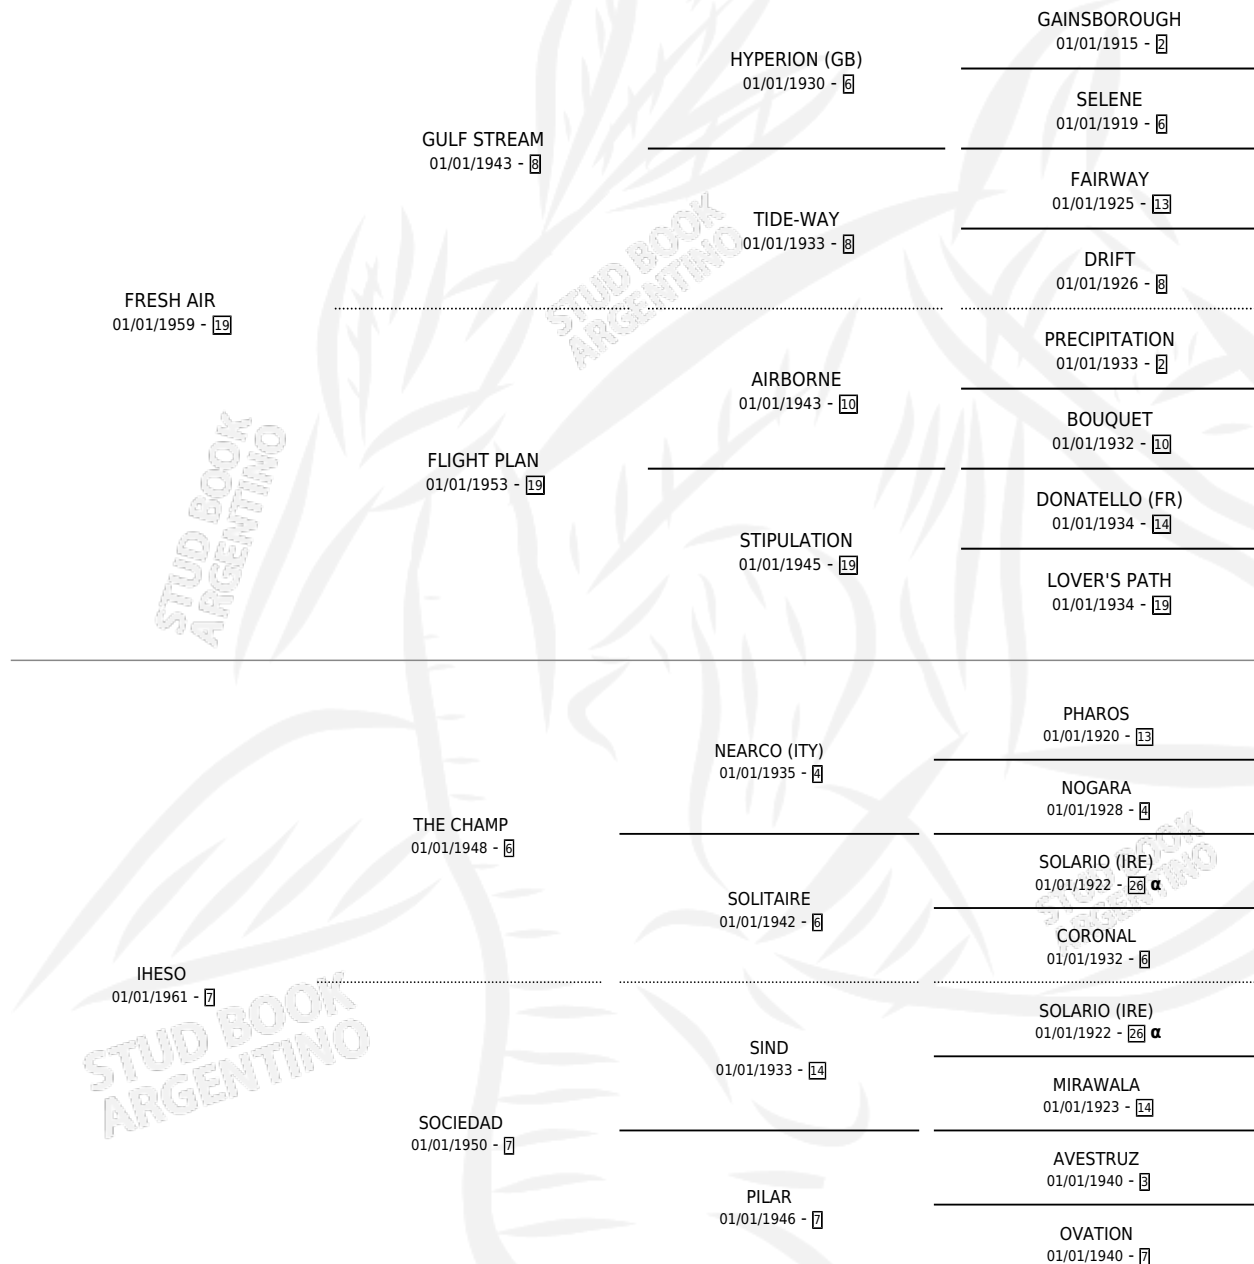 GAINSBOROUGH
01/01/1915 - 2
HYPERION (GB)
01/01/1930 - 6
SELENE
01/01/1919 - 6
GULF STREAM
01/01/1943 - 8
FAIRWAY
01/01/1925 - 13
TIDE-WAY
01/01/1933 - 8
DRIFT
01/01/1926 - 8
STUD BOOK
ARGENTINO
FRESH AIR
01/01/1959 - 19
PRECIPITATION
01/01/1933 - 2
AIRBORNE
01/01/1943 - 10
BOUQUET
01/01/1932 - 10
FLIGHT PLAN
01/01/1953 - 19
DONATELLO (FR)
01/01/1934 - 14
STIPULATION
01/01/1945 - 19
LOVER'S PATH
01/01/1934 - 19
STUD BOOK
ARGENTINO
PHAROS
01/01/1920 - 13
NEARCO (ITY)
01/01/1935 - 4
NOGARA
01/01/1928 - 4
THE CHAMP
01/01/1948 - 6
SOLARIO (IRE)
01/01/1922 - 26 α
SOLITAIRE
01/01/1942 - 6
CORONAL
01/01/1932 - 6
STUD BOOK
ARGENTINO
IHESO
01/01/1961 - 7
SOLARIO (IRE)
01/01/1922 - 26 α
SIND
01/01/1933 - 14
MIRAWALA
01/01/1923 - 14
STUD BOOK
ARGENTINO
SOCIEDAD
01/01/1950 - 7
AVESTRUZ
01/01/1940 - 3
PILAR
01/01/1946 - 7
OVATION
01/01/1940 - 7